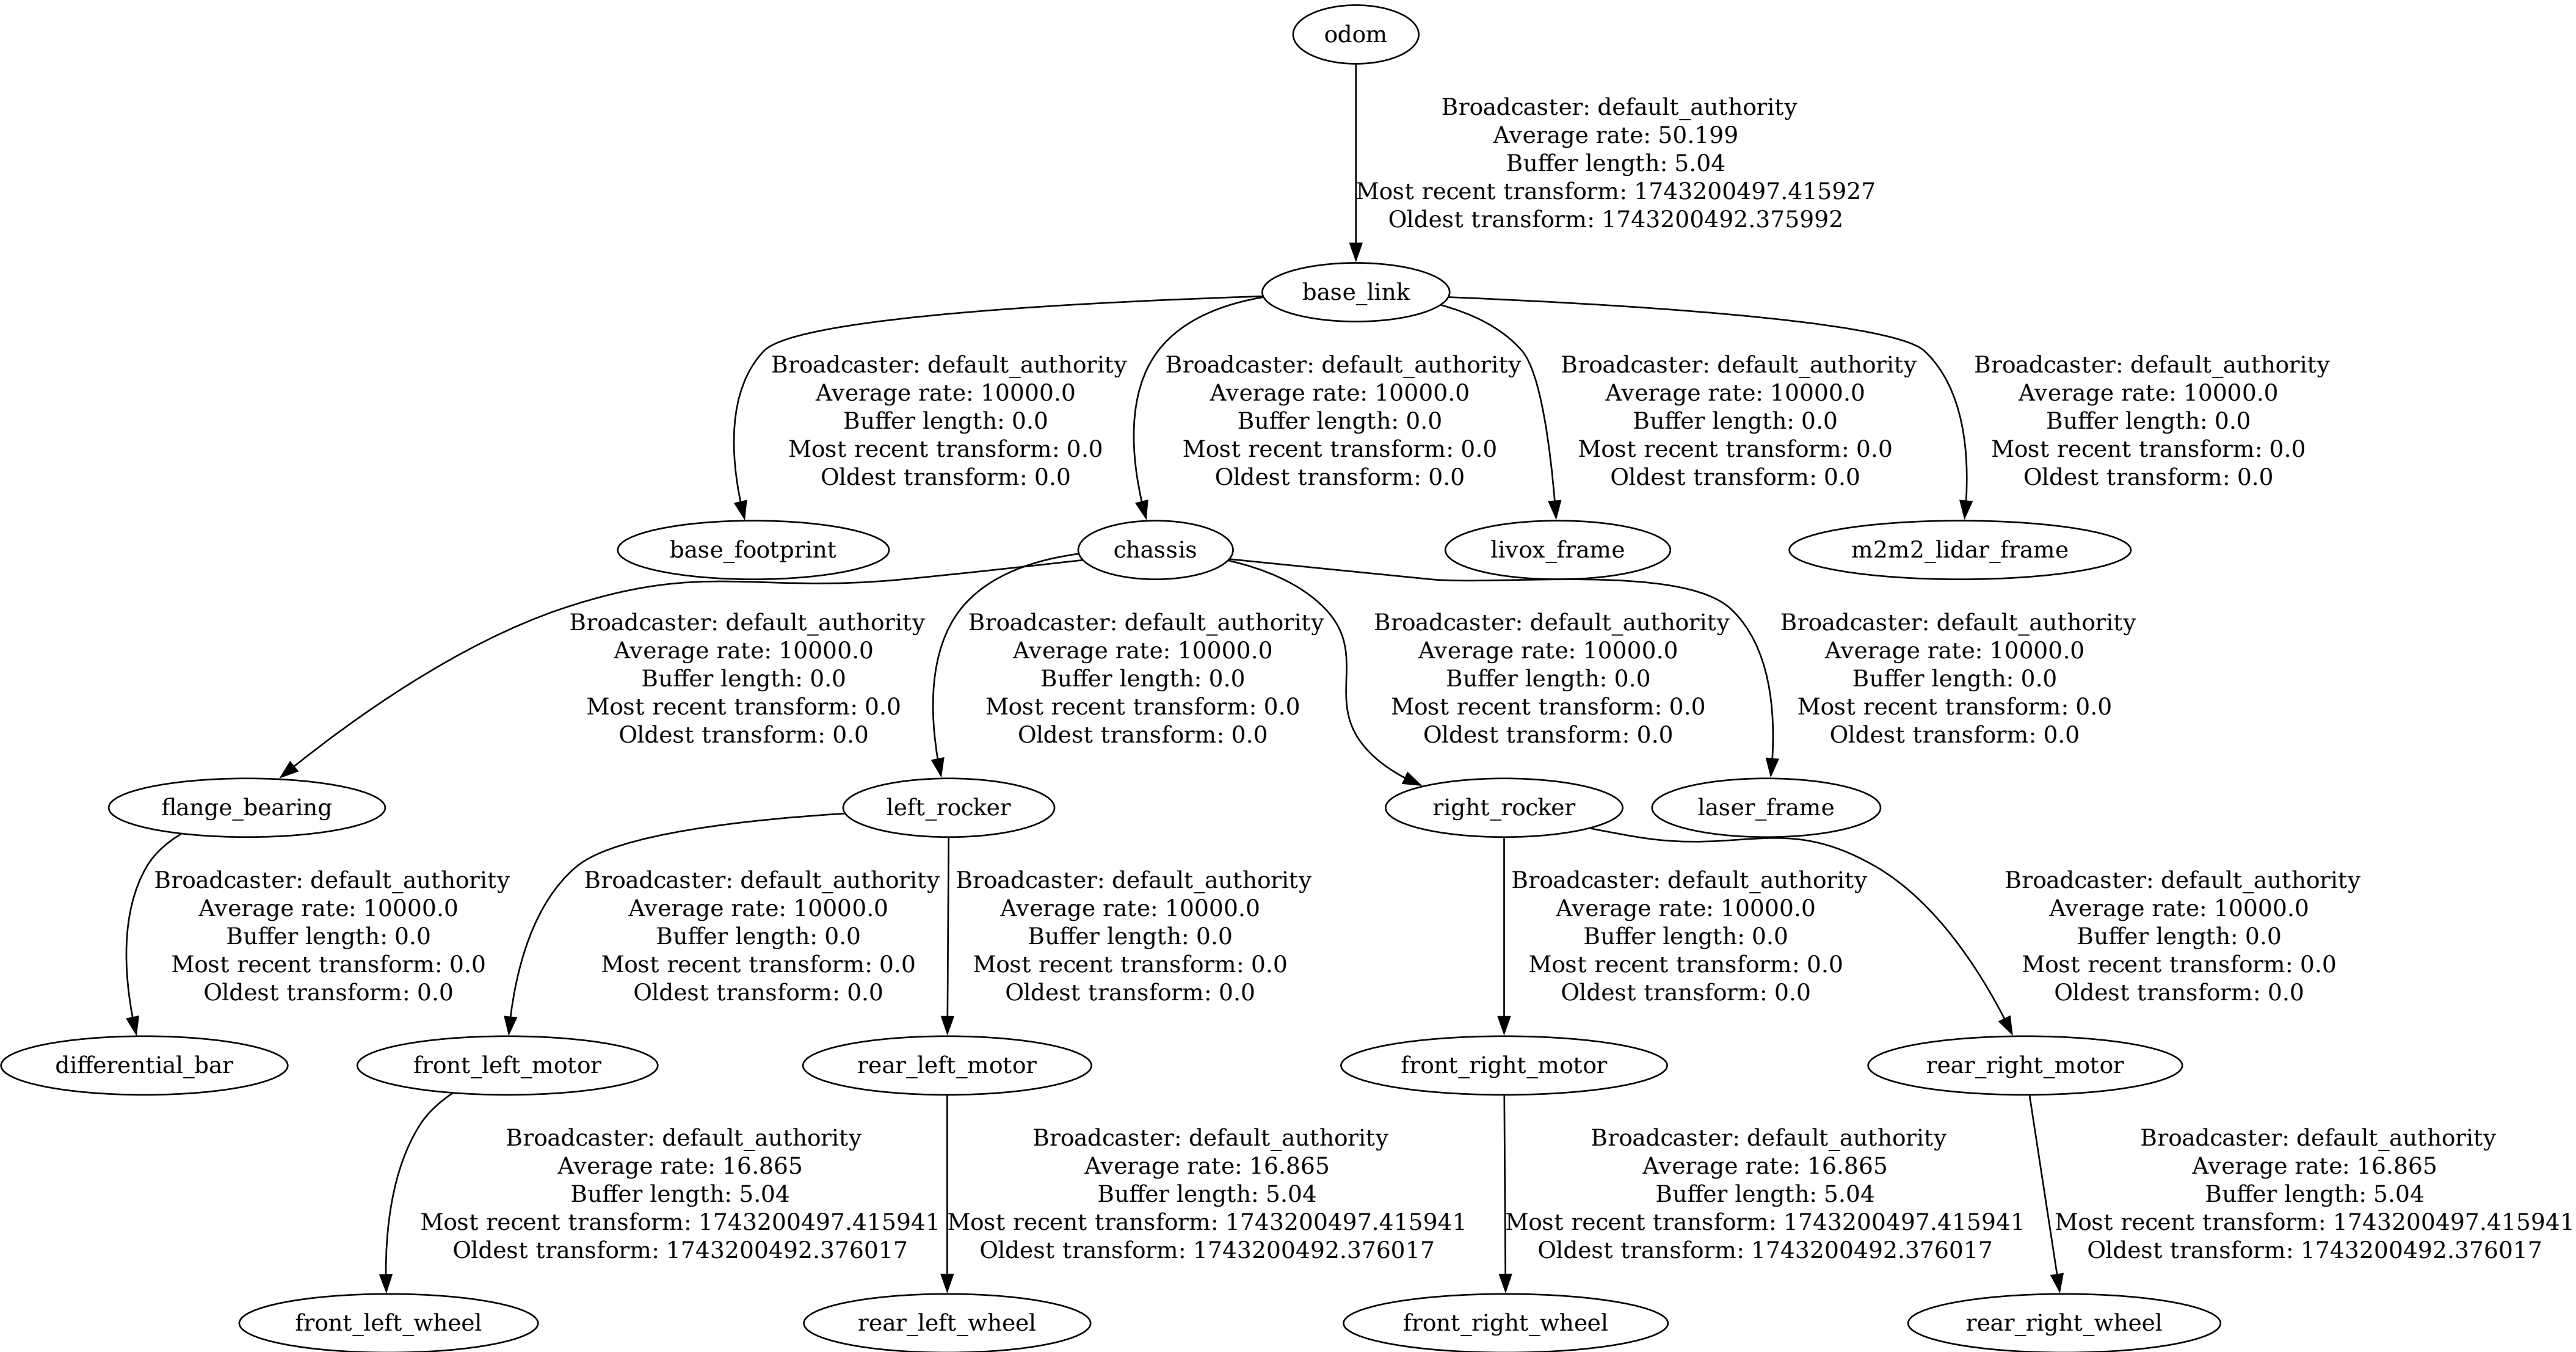 odom
Broadcaster: default_authority
Average rate: 50.199
Buffer length: 5.04
Most recent transform: 1743200497.415927
Oldest transform: 1743200492.375992
base_link
Broadcaster: default_authority
Average rate: 10000.0
Buffer length: 0.0
Most recent transform: 0.0
Oldest transform: 0.0
Broadcaster: default_authority
Average rate: 10000.0
Buffer length: 0.0
Most recent transform: 0.0
Oldest transform: 0.0
Broadcaster: default_authority
Average rate: 10000.0
Buffer length: 0.0
Most recent transform: 0.0
Oldest transform: 0.0
Broadcaster: default_authority
Average rate: 10000.0
Buffer length: 0.0
Most recent transform: 0.0
Oldest transform: 0.0
base_footprint
chassis
livox_frame
m2m2_lidar_frame
Broadcaster: default_authority
Average rate: 10000.0
Buffer length: 0.0
Most recent transform: 0.0
Oldest transform: 0.0
Broadcaster: default_authority
Average rate: 10000.0
Buffer length: 0.0
Most recent transform: 0.0
Oldest transform: 0.0
Broadcaster: default_authority
Average rate: 10000.0
Buffer length: 0.0
Most recent transform: 0.0
Oldest transform: 0.0
Broadcaster: default_authority
Average rate: 10000.0
Buffer length: 0.0
Most recent transform: 0.0
Oldest transform: 0.0
flange_bearing
left_rocker
right_rocker
laser_frame
Broadcaster: default_authority
Average rate: 10000.0
Buffer length: 0.0
Most recent transform: 0.0
Oldest transform: 0.0
Broadcaster: default_authority
Average rate: 10000.0
Buffer length: 0.0
Most recent transform: 0.0
Oldest transform: 0.0
Broadcaster: default_authority
Average rate: 10000.0
Buffer length: 0.0
Most recent transform: 0.0
Oldest transform: 0.0
Broadcaster: default_authority
Average rate: 10000.0
Buffer length: 0.0
Most recent transform: 0.0
Oldest transform: 0.0
Broadcaster: default_authority
Average rate: 10000.0
Buffer length: 0.0
Most recent transform: 0.0
Oldest transform: 0.0
differential_bar
front_left_motor
rear_left_motor
front_right_motor
rear_right_motor
Broadcaster: default_authority
Average rate: 16.865
Buffer length: 5.04
Most recent transform: 1743200497.415941
Oldest transform: 1743200492.376017
Broadcaster: default_authority
Average rate: 16.865
Buffer length: 5.04
Most recent transform: 1743200497.415941
Oldest transform: 1743200492.376017
Broadcaster: default_authority
Average rate: 16.865
Buffer length: 5.04
Most recent transform: 1743200497.415941
Oldest transform: 1743200492.376017
Broadcaster: default_authority
Average rate: 16.865
Buffer length: 5.04
Most recent transform: 1743200497.415941
Oldest transform: 1743200492.376017
front_left_wheel
rear_left_wheel
front_right_wheel
rear_right_wheel